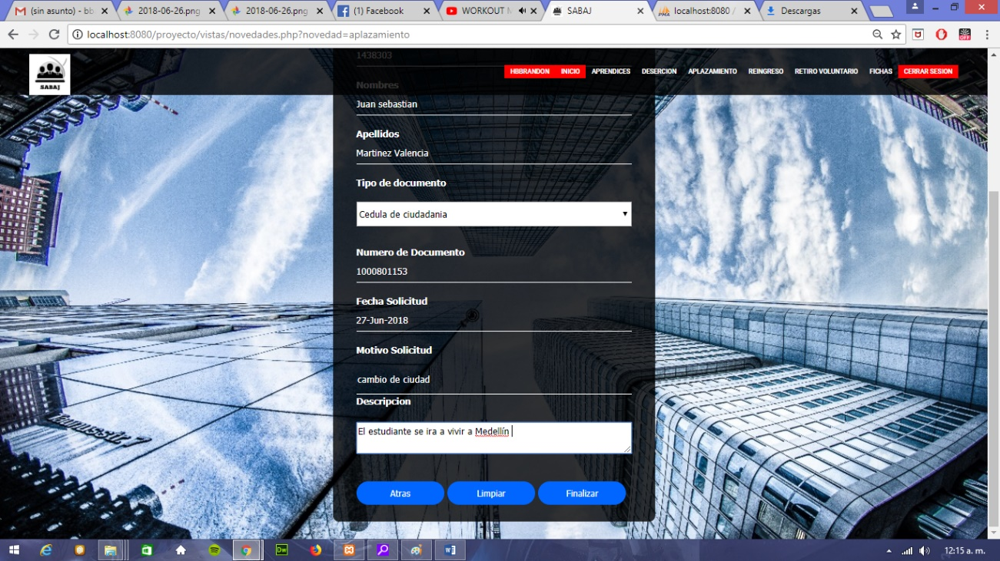 (sin asunto) - bb
2018-06-26.png
2018-06-26.png
(1) Facebook
WORKOUT M
SABAJ
localhost:8080 /
Descargas
localhost:8080/proyecto/vistas/novedades.php?novedad=aplazamiento
SABAJ
HBBRANDON INICIO APRENDICES DESERCION APLAZAMIENTO REINGRESO RETIRO VOLUNTARIO FICHAS CERRAR SESION
1438303
Nombres
Juan sebastian
Apellidos
Martinez Valencia
Tipo de documento
Cedula de ciudadania
Numero de Documento
1000801153
Fecha Solicitud
27-Jun-2018
Motivo Solicitud
cambio de ciudad
Descripcion
El estudiante se ira a vivir a Medellín
Atras Limpiar Finalizar
12:15 a. m.